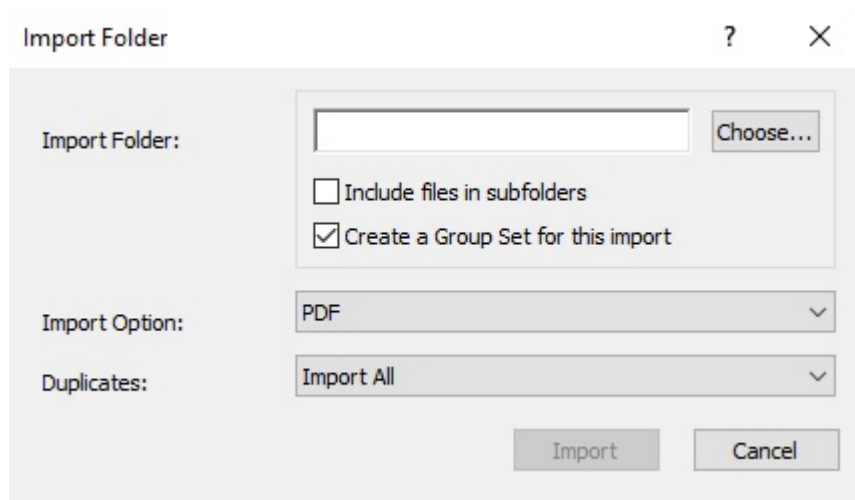 Import Folder
?
Import Folder:
Choose...
Include files in subfolders
Create a Group Set for this import
Import Option:
PDF
Duplicates:
Import All
Import
Cancel